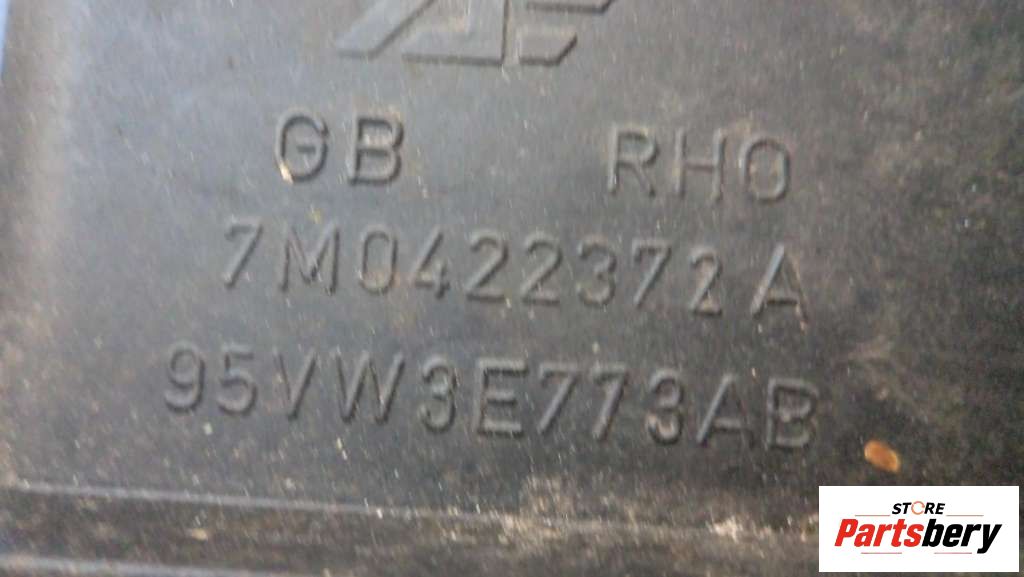 GB RHO
7M0422372A
95VW3E773AB
STORE
Partsbery